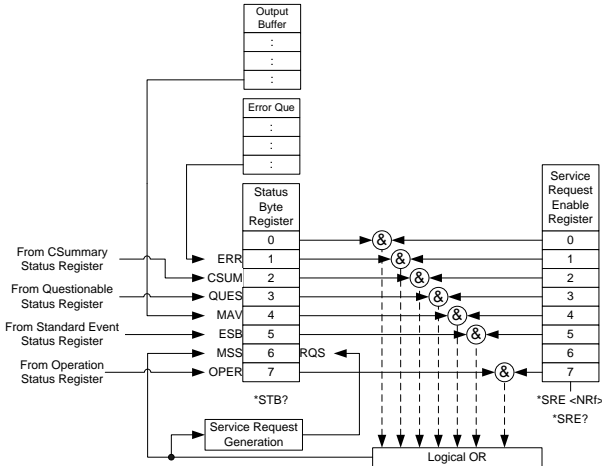 Output
Buffer
:
:
:
Error Que
:
:
:
Status
Byte
Register
Service
Request
Enable
Register
0 & 0
From CSummary
Status Register
ERR 1 & 1
CSUM 2 & 2
From Questionable
Status Register
QUES 3 & 3
MAV 4 & 4
From Standard Event
Status Register
ESB 5 & 5
MSS 6 RQS 6
From Operation
Status Register
OPER 7 & 7
*STB?
*SRE <NRf>
*SRE?
Service Request
Generation
Logical OR